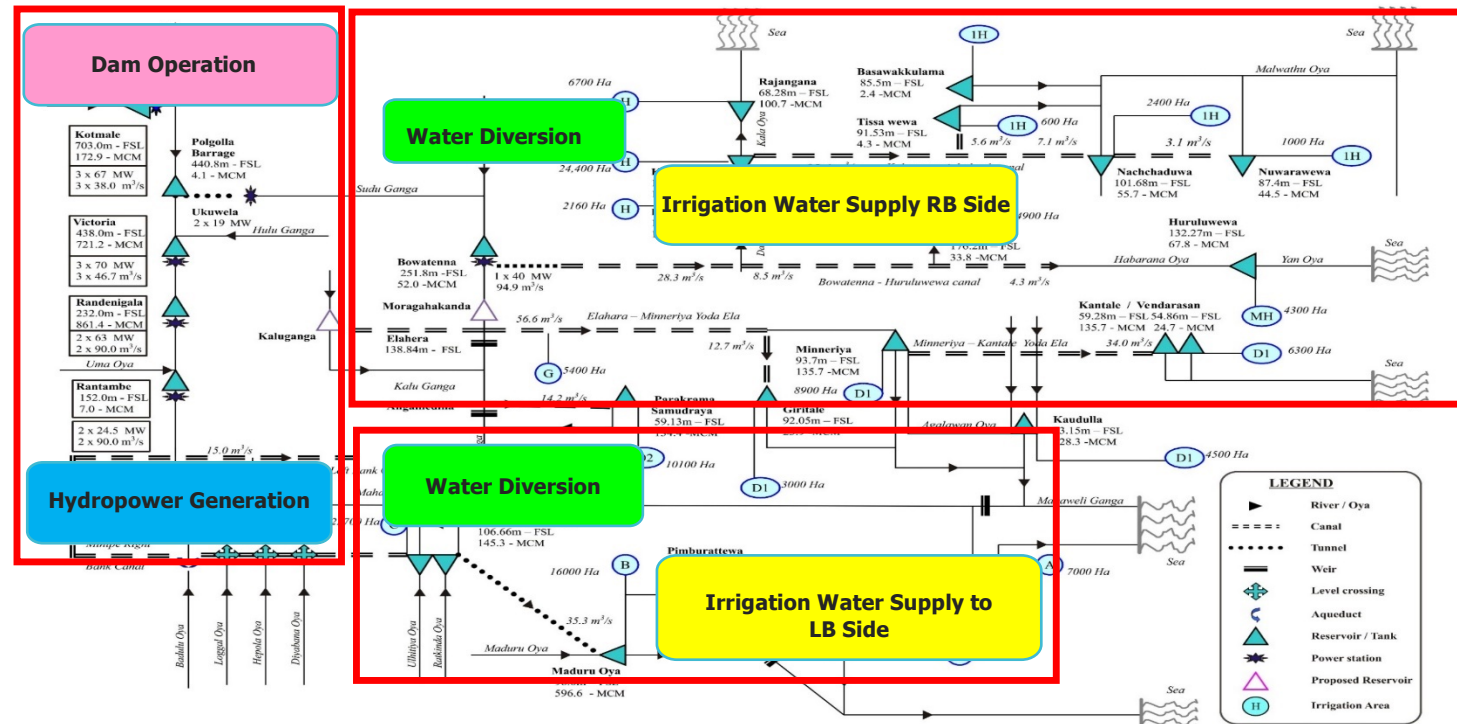 Dam Operation
Kotmale
703.0m - FSL
172.9 - MCM
3 x 67 MW
3 x 38.0 m³/s
Polgolla
Barrage
440.8m - FSL
4.1 - MCM
Ukuwela
2 x 19 MW
Sudu Ganga
Hulu Ganga
Victoria
438.0m - FSL
721.2 - MCM
3 x 70 MW
3 x 46.7 m³/s
Randenigala
232.0m - FSL
861.4 - MCM
2 x 63 MW
2 x 90.0 m³/s
Uma Oya
Rantambe
152.0m - FSL
7.0 - MCM
2 x 24.5 MW
2 x 90.0 m³/s
15.0 m³/s
Hydropower Generation
Bank Canal
Badulu Oya
Loggal Oya
Hepola Oya
Diyabana Oya
Water Diversion
Sea
6700 Ha
H
Rajangana
68.28m – FSL
100.7 -MCM
Kala Oya
24,400 Ha
H
2160 Ha
H
Irrigation Water Supply RB Side
1H
Basawakkulama
85.5m – FSL
2.4 -MCM
Tissa wewa
91.53m – FSL
4.3 - MCM
1H
600 Ha
5.6 m³/s
7.1 m³/s
Sea
Malwathu Oya
2400 Ha
1H
3.1 m³/s
1000 Ha
1H
Nachchaduwa
101.68m – FSL
55.7 - MCM
Nuwarawewa
87.4m – FSL
44.5 - MCM
canal
4900 Ha
176.2m – FSL
33.8 - MCM
Huruluwewa
132.27m – FSL
67.8 – MCM
Sea
Habarana Oya
Yan Oya
Bowatenna
251.8m -FSL
52.0 -MCM
1 x 40 MW
94.9 m³/s
28.3 m³/s
8.5 m³/s
Bowatenna - Huruluwewa canal
4.3 m³/s
MH
4300 Ha
Moragahakanda
Kaluganga
Elahera
138.84m - FSL
56.6 m³/s
Elahara – Minneriya Yoda Ela
12.7 m³/s
G
5400 Ha
Kalu Ganga
14.2 m³/s
Minneriya
93.7m – FSL
135.7 -MCM
Minneriya – Kantale Yoda Ela
34.0 m³/s
Kantale / Vendarasan
59.28m – FSL 54.86m – FSL
135.7 - MCM 24.7 - MCM
D1
6300 Ha
8900 Ha
D1
Parakrama
Samudraya
59.13m – FSL
Giritale
92.05m – FSL
Agalawan Oya
Kaudulla
D1
4500 Ha
10100 Ha
D1
3000 Ha
Mahaweli Ganga
Sea
Water Diversion
106.66m – FSL
145.3 - MCM
35.3 m³/s
Ulhitiya Oya
Ratkinda Oya
16000 Ha
B
Pimburattewa
A
7000 Ha
Irrigation Water Supply to
LB Side
Maduru Oya
Maduru Oya
596.6 - MCM
Sea
LEGEND
River / Oya
Canal
Tunnel
Weir
Level crossing
Aqueduct
Reservoir / Tank
Power station
Proposed Reservoir
H
Irrigation Area